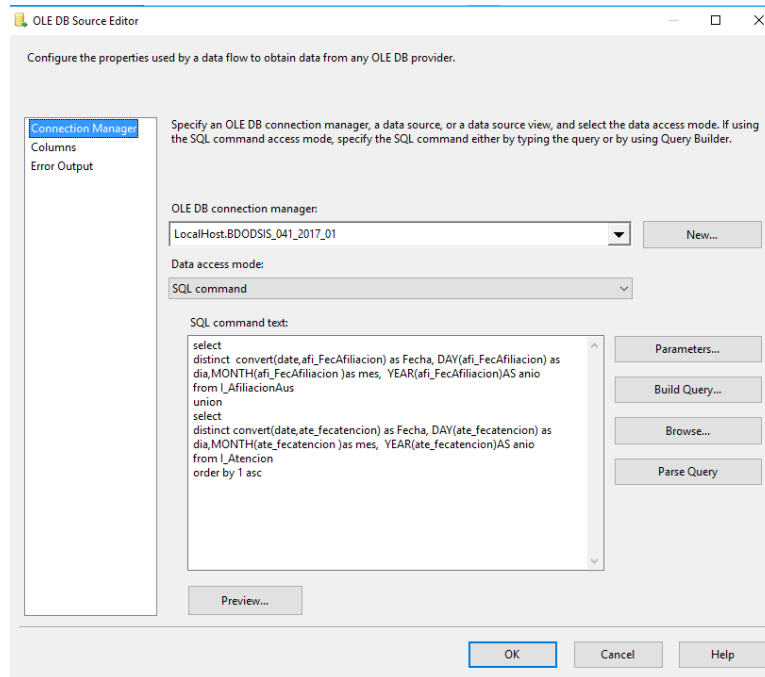 OLE DB Source Editor
Configure the properties used by a data flow to obtain data from any OLE DB provider.
Connection Manager
Columns
Error Output
Specify an OLE DB connection manager, a data source, or a data source view, and select the data access mode. If using
the SQL command access mode, specify the SQL command either by typing the query or by using Query Builder.
OLE DB connection manager:
LocalHost.BDODSIS_041_2017_01
New...
Data access mode:
SQL command
SQL command text:
select
distinct  convert(date,afi_FecAfiliacion) as Fecha, DAY(afi_FecAfiliacion) as
dia,MONTH(afi_FecAfiliacion )as mes,  YEAR(afi_FecAfiliacion)AS anio
from I_AfiliacionAus
union
select
distinct convert(date,ate_fecatencion) as Fecha, DAY(ate_fecatencion) as
dia,MONTH(ate_fecatencion )as mes,  YEAR(ate_fecatencion)AS anio
from I_Atencion
order by 1 asc
Parameters...
Build Query...
Browse...
Parse Query
Preview...
OK
Cancel
Help